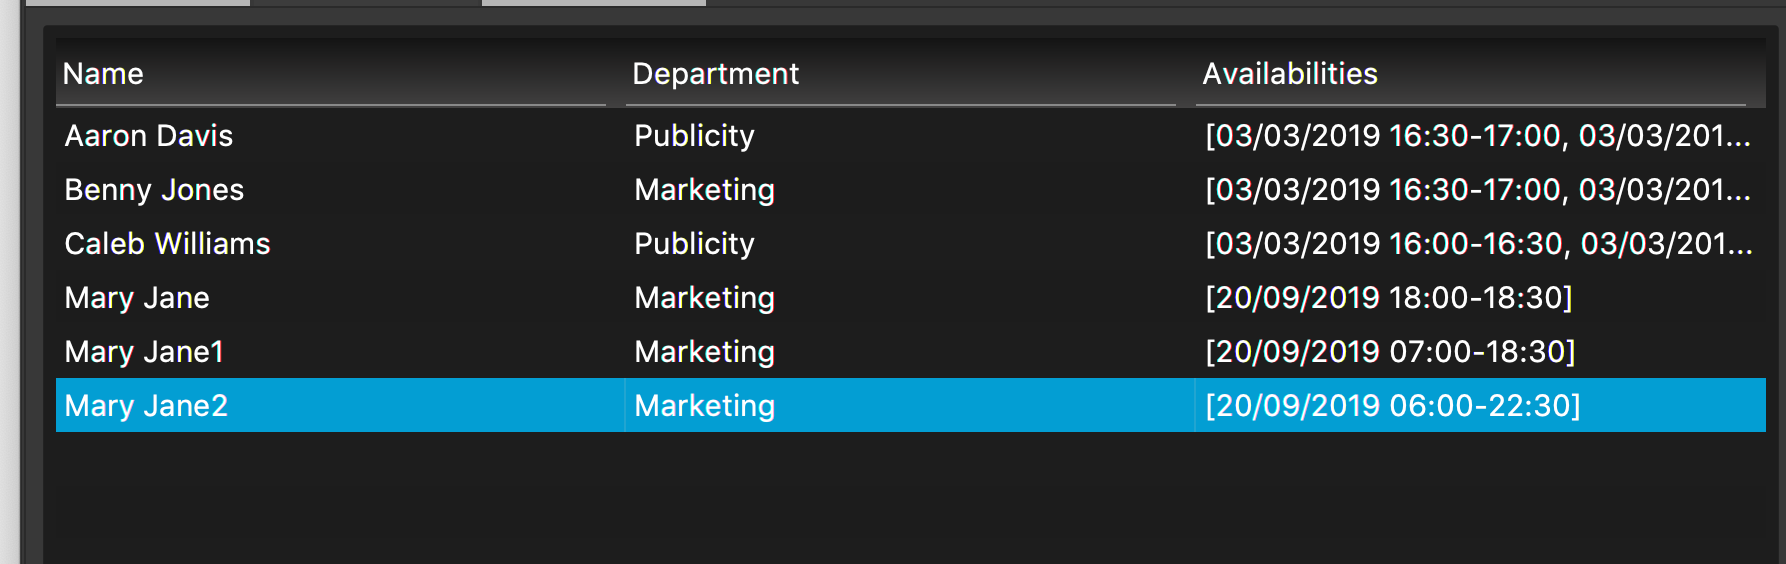 Name Department Availabilities
Aaron Davis Publicity [03/03/2019 16:30-17:00, 03/03/201...
Benny Jones Marketing [03/03/2019 16:30-17:00, 03/03/201...
Caleb Williams Publicity [03/03/2019 16:00-16:30, 03/03/201...
Mary Jane Marketing [20/09/2019 18:00-18:30]
Mary Jane1 Marketing [20/09/2019 07:00-18:30]
Mary Jane2 Marketing [20/09/2019 06:00-22:30]